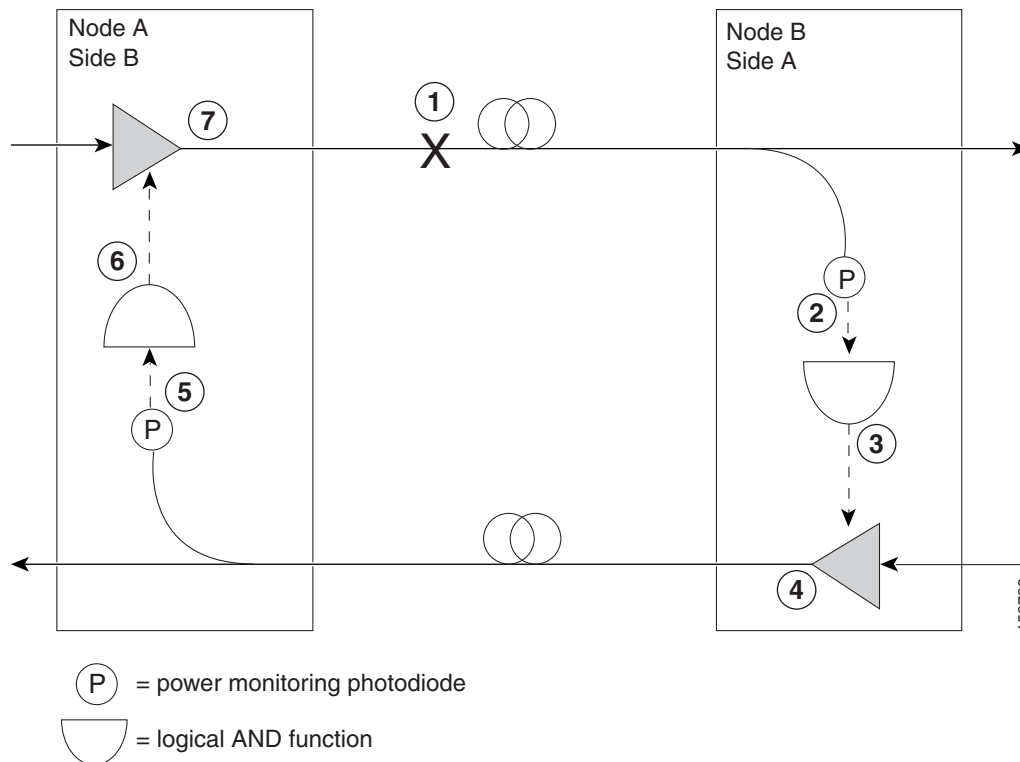 Node A
Side B
Node B
Side A
1
7
X
6
P
2
5
P
3
4
P = power monitoring photodiode
= logical AND function